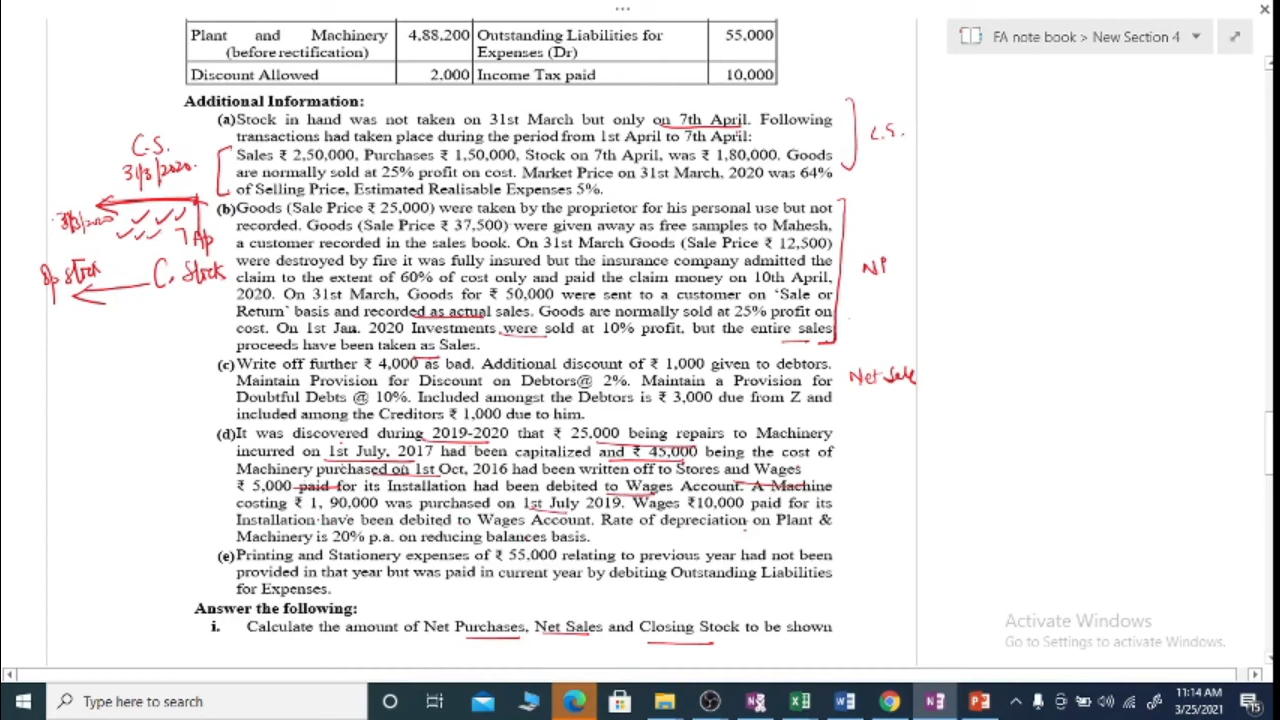 FA note book > New Section 4
Plant and Machinery (before rectification) 4,88,200 Outstanding Liabilities for Expenses (Dr) 55,000
Discount Allowed 2,000 Income Tax paid 10,000
Additional Information:
(a)Stock in hand was not taken on 31st March but only on 7th April. Following
transactions had taken place during the period from 1st April to 7th April:
Sales ₹ 2,50,000, Purchases ₹ 1,50,000, Stock on 7th April, was ₹ 1,80,000. Goods
are normally sold at 25% profit on cost. Market Price on 31st March, 2020 was 64%
of Selling Price, Estimated Realisable Expenses 5%.
C.S.
C.S.
31/3/2020.
31/3/2020
7 Ap
Op stock
C. Stock
(b)Goods (Sale Price ₹ 25,000) were taken by the proprietor for his personal use but not
recorded. Goods (Sale Price ₹ 37,500) were given away as free samples to Mahesh,
a customer recorded in the sales book. On 31st March Goods (Sale Price ₹ 12,500)
were destroyed by fire it was fully insured but the insurance company admitted the
claim to the extent of 60% of cost only and paid the claim money on 10th April,
2020. On 31st March, Goods for ₹ 50,000 were sent to a customer on 'Sale or
Return' basis and recorded as actual sales. Goods are normally sold at 25% profit on
cost. On 1st Jan. 2020 Investments were sold at 10% profit, but the entire sales
proceeds have been taken as Sales.
NP
Net Sale
(c)Write off further ₹ 4,000 as bad. Additional discount of ₹ 1,000 given to debtors.
Maintain Provision for Discount on Debtors@ 2%. Maintain a Provision for
Doubtful Debts @ 10%. Included amongst the Debtors is ₹ 3,000 due from Z and
included among the Creditors ₹ 1,000 due to him.
(d)It was discovered during 2019-2020 that ₹ 25,000 being repairs to Machinery
incurred on 1st July, 2017 had been capitalized and ₹ 45,000 being the cost of
Machinery purchased on 1st Oct, 2016 had been written off to Stores and Wages
₹ 5,000 paid for its Installation had been debited to Wages Account. A Machine
costing ₹ 1, 90,000 was purchased on 1st July 2019. Wages ₹10,000 paid for its
Installation have been debited to Wages Account. Rate of depreciation on Plant &
Machinery is 20% p.a. on reducing balances basis.
(e)Printing and Stationery expenses of ₹ 55,000 relating to previous year had not been
provided in that year but was paid in current year by debiting Outstanding Liabilities
for Expenses.
Answer the following:
i. Calculate the amount of Net Purchases, Net Sales and Closing Stock to be shown
Activate Windows
Go to Settings to activate Windows.
Type here to search
11:14 AM
3/25/2021
15